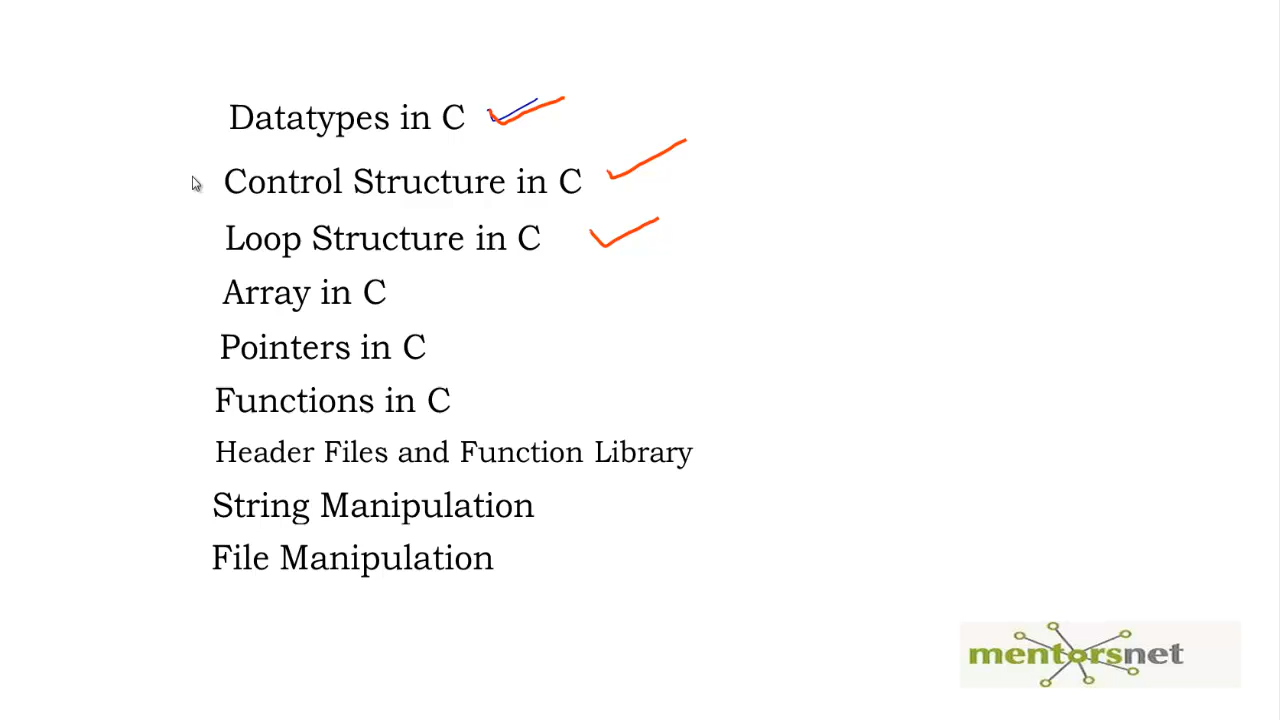 Datatypes in C
Control Structure in C
Loop Structure in C
Array in C
Pointers in C
Functions in C
Header Files and Function Library
String Manipulation
File Manipulation
mentorsnet